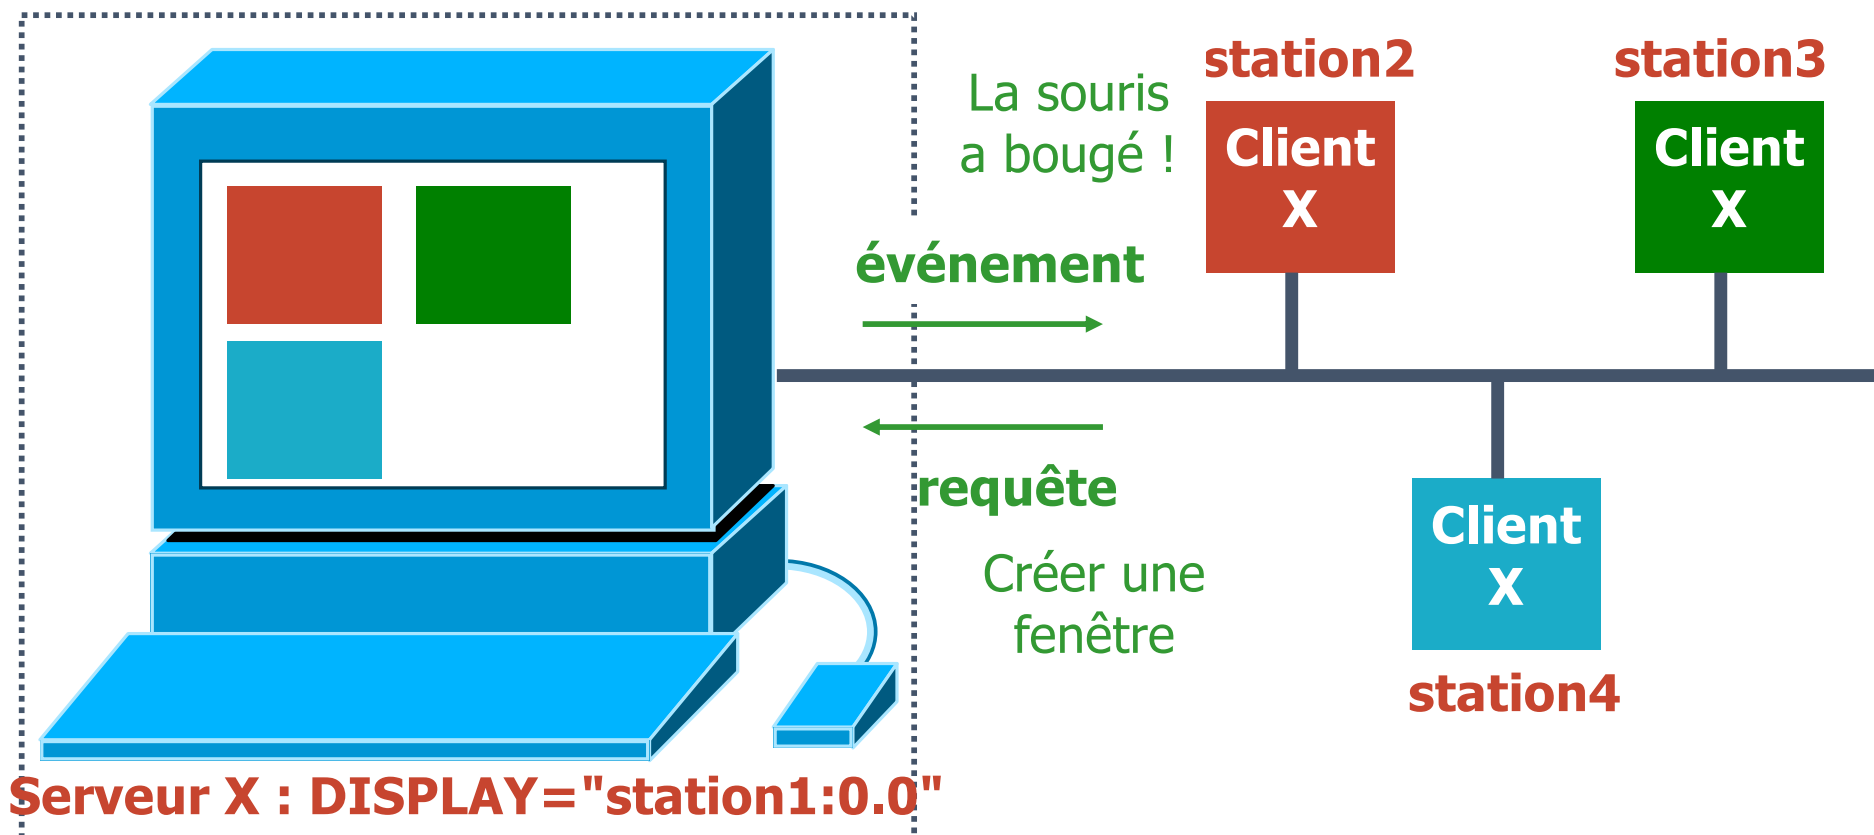 La souris
a bougé !
événement
requête
Créer une
fenêtre
station2
Client
X
station3
Client
X
Client
X
station4
Serveur X : DISPLAY="station1:0.0"